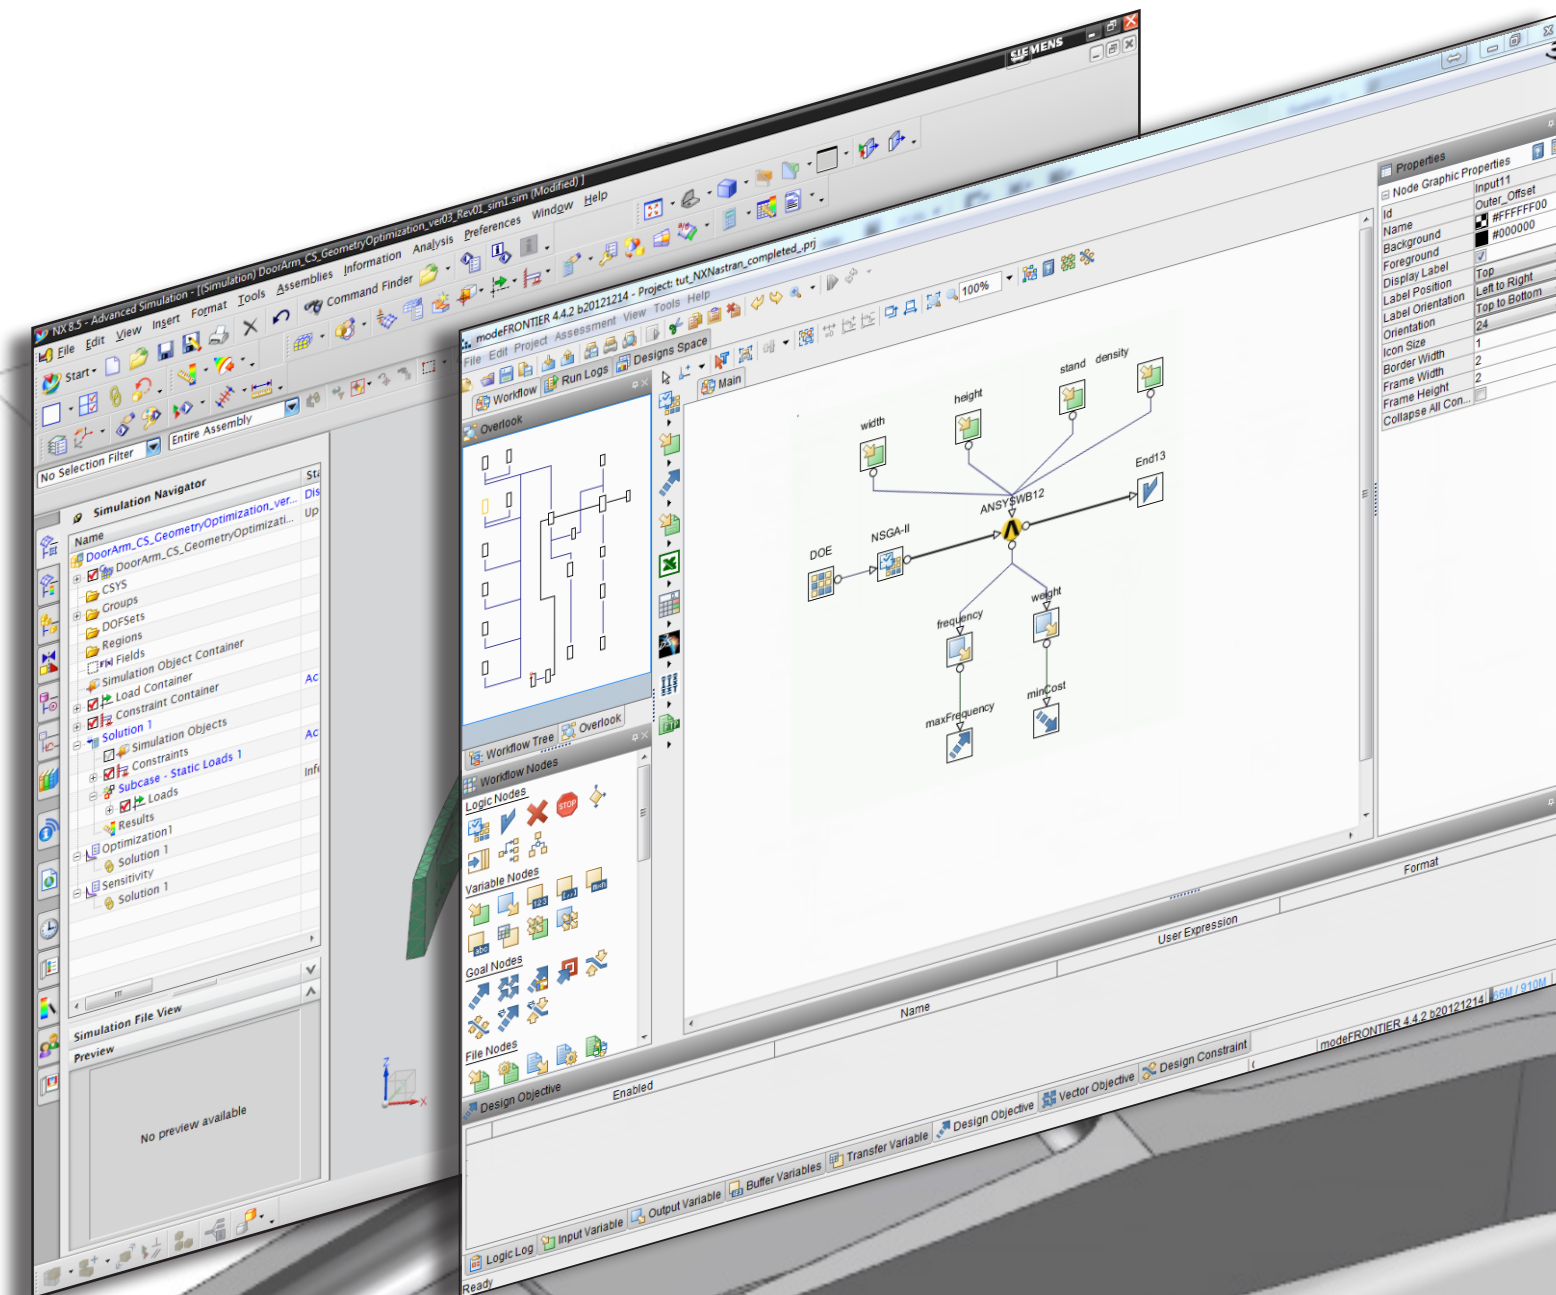 SIEMENS
NX 8.5 - Advanced Simulation - [(Simulation) DoorArm_CS_GeometryOptimization_ver03_Rev01_sim1.sim (Modified) ]
File Edit View Insert Format Tools Assemblies Information Analysis Preferences Window Help
Start
Command Finder
No Selection Filter
Entire Assembly
Simulation Navigator
Name
DoorArm_CS_GeometryOptimization_ver...
Dis
DoorArm_CS_GeometryOptimizati...
Up
CSYS
Groups
DOFSets
Regions
Fields
Simulation Object Container
Load Container
Ac
Constraint Container
Solution 1
Simulation Objects
Ac
Constraints
Subcase - Static Loads 1
Loads
Results
Optimization1
Solution 1
Sensitivity
Solution 1
Simulation File View
Preview
No preview available
Z
X
modeFRONTIER 4.4.2 b20121214 - Project: tut_NXNastran_completed_.prj
File Edit Project Assessment View Tools Help
100%
Workflow
Run Logs
Designs Space
Overlook
Main
width
height
stand
density
End13
ANSYSWB12
NSGA-II
DOE
frequency
weight
maxFrequency
minCost
Workflow Tree
Overlook
Workflow Nodes
Logic Nodes
STOP
Variable Nodes
Goal Nodes
File Nodes
Properties
Node Graphic Properties
Id Input11
Name Outer_Offset
Background #FFFFFF00
Foreground #000000
Display Label
Label Position Top
Label Orientation Left to Right
Orientation Top to Bottom
Icon Size 24
Border Width 1
Frame Width 2
Frame Height 2
Collapse All Con...
Design Objective
Enabled
Name
User Expression
Format
Logic Log
Input Variable
Output Variable
Buffer Variables
Transfer Variable
Design Objective
Vector Objective
Design Constraint
Ready
modeFRONTIER 4.4.2 b20121214
/ 910M